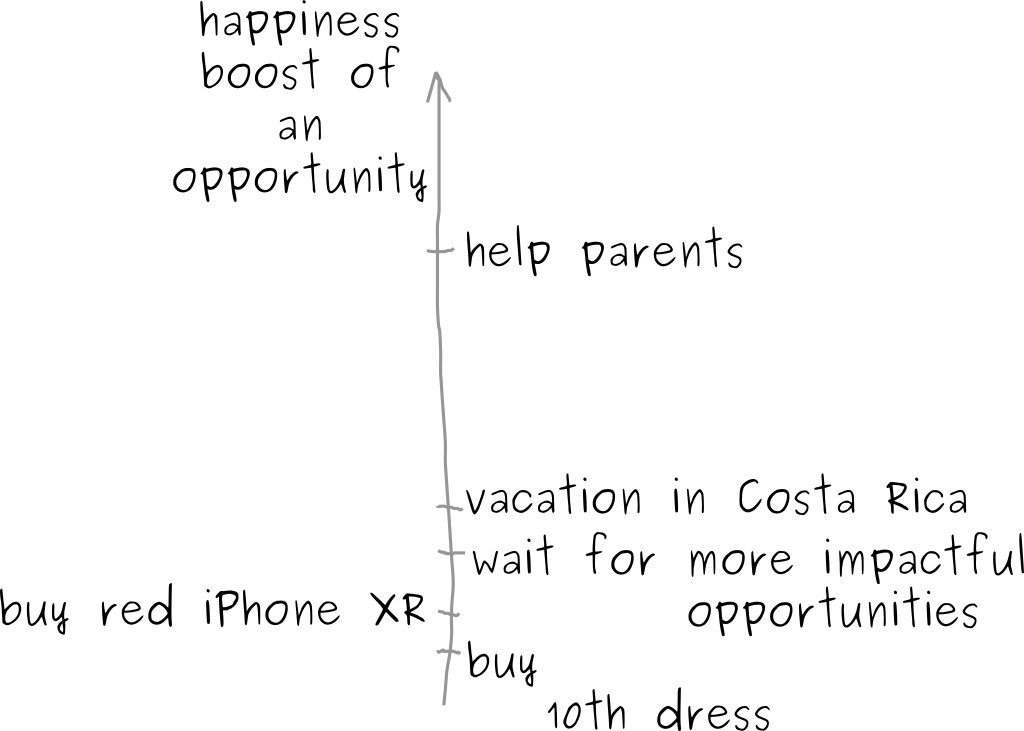 happiness
boost of
an
opportunity
help parents
vacation in Costa Rica
wait for more impactful
opportunities
buy red iPhone XR
buy
10th dress